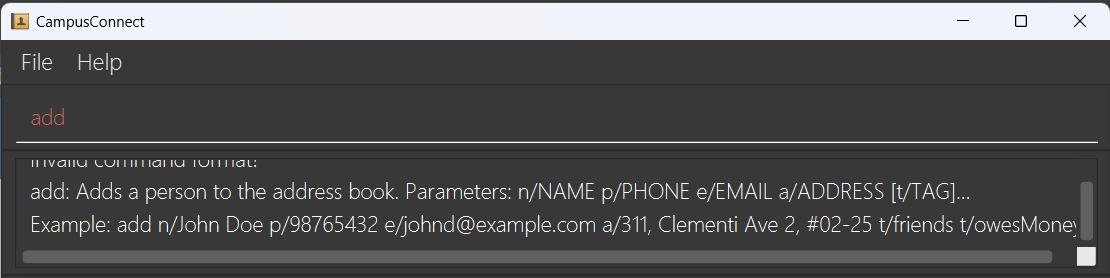 CampusConnect
File Help
add
Invalid command format!
add: Adds a person to the address book. Parameters: n/NAME p/PHONE e/EMAIL a/ADDRESS [t/TAG]...
Example: add n/John Doe p/98765432 e/johnd@example.com a/311, Clementi Ave 2, #02-25 t/friends t/owesMoney